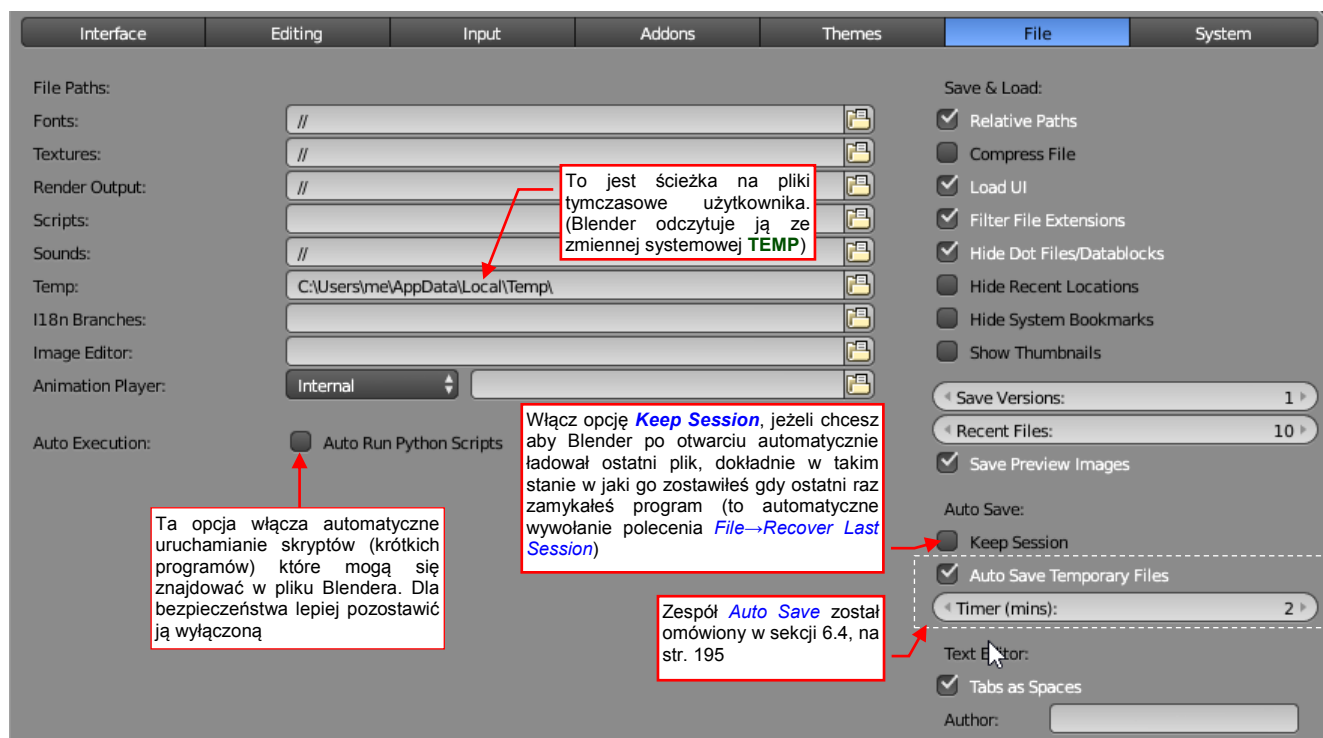 Interface Editing Input Addons Themes File System
File Paths:
Fonts: //
Textures: //
Render Output: //
Scripts:
Sounds: //
Temp: C:\Users\me\AppData\Local\Temp\
I18n Branches:
Image Editor:
Animation Player: Internal
Auto Execution: Auto Run Python Scripts
To jest ścieżka na pliki
tymczasowe użytkownika.
(Blender odczytuje ją ze
zmiennej systemowej TEMP)
Włącz opcję Keep Session, jeżeli chcesz
aby Blender po otwarciu automatycznie
ładował ostatni plik, dokładnie w takim
stanie w jaki go zostawiłeś gdy ostatni raz
zamykałeś program (to automatyczne
wywołanie polecenia File→Recover Last
Session)
Ta opcja włącza automatyczne
uruchamianie skryptów (krótkich
programów) które mogą się
znajdować w pliku Blendera. Dla
bezpieczeństwa lepiej pozostawić
ją wyłączoną
Zespół Auto Save został
omówiony w sekcji 6.4, na
str. 195
Save & Load:
Relative Paths
Compress File
Load UI
Filter File Extensions
Hide Dot Files/Datablocks
Hide Recent Locations
Hide System Bookmarks
Show Thumbnails
Save Versions: 1
Recent Files: 10
Save Preview Images
Auto Save:
Keep Session
Auto Save Temporary Files
Timer (mins): 2
Text Editor:
Tabs as Spaces
Author: